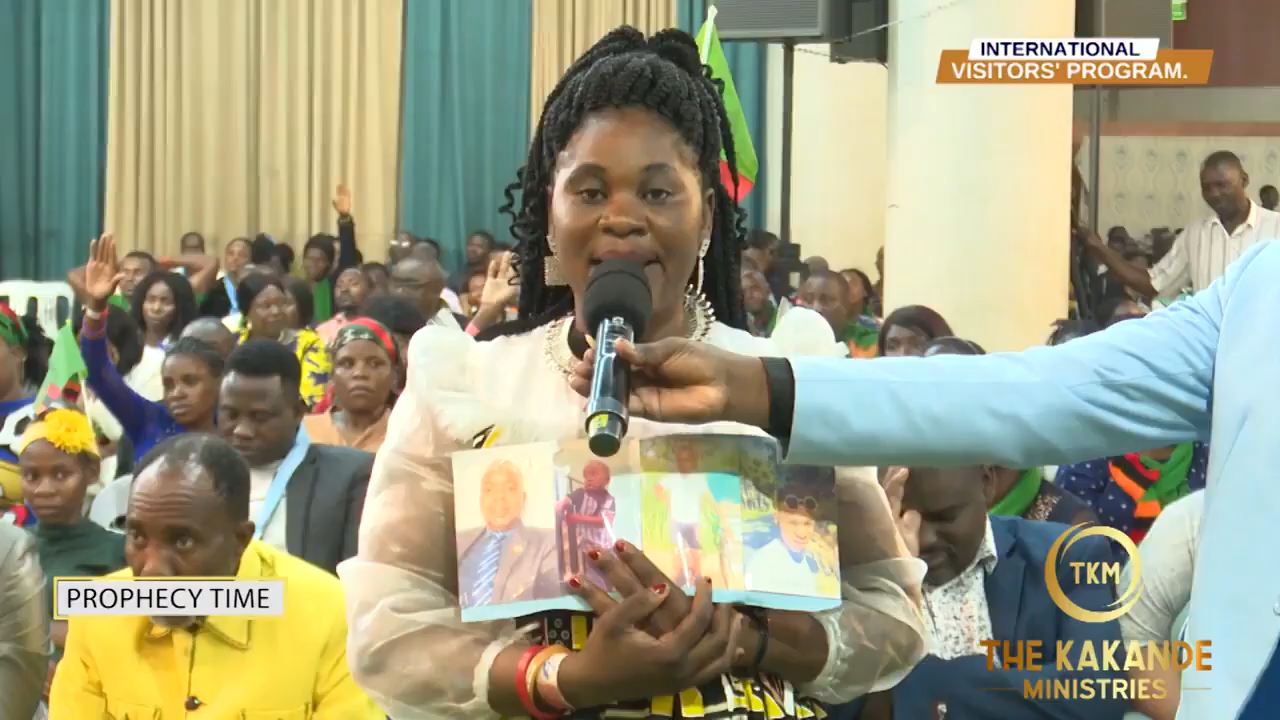 INTERNATIONAL
VISITORS' PROGRAM.
PROPHECY TIME
TKM
THE KAKANDE
MINISTRIES